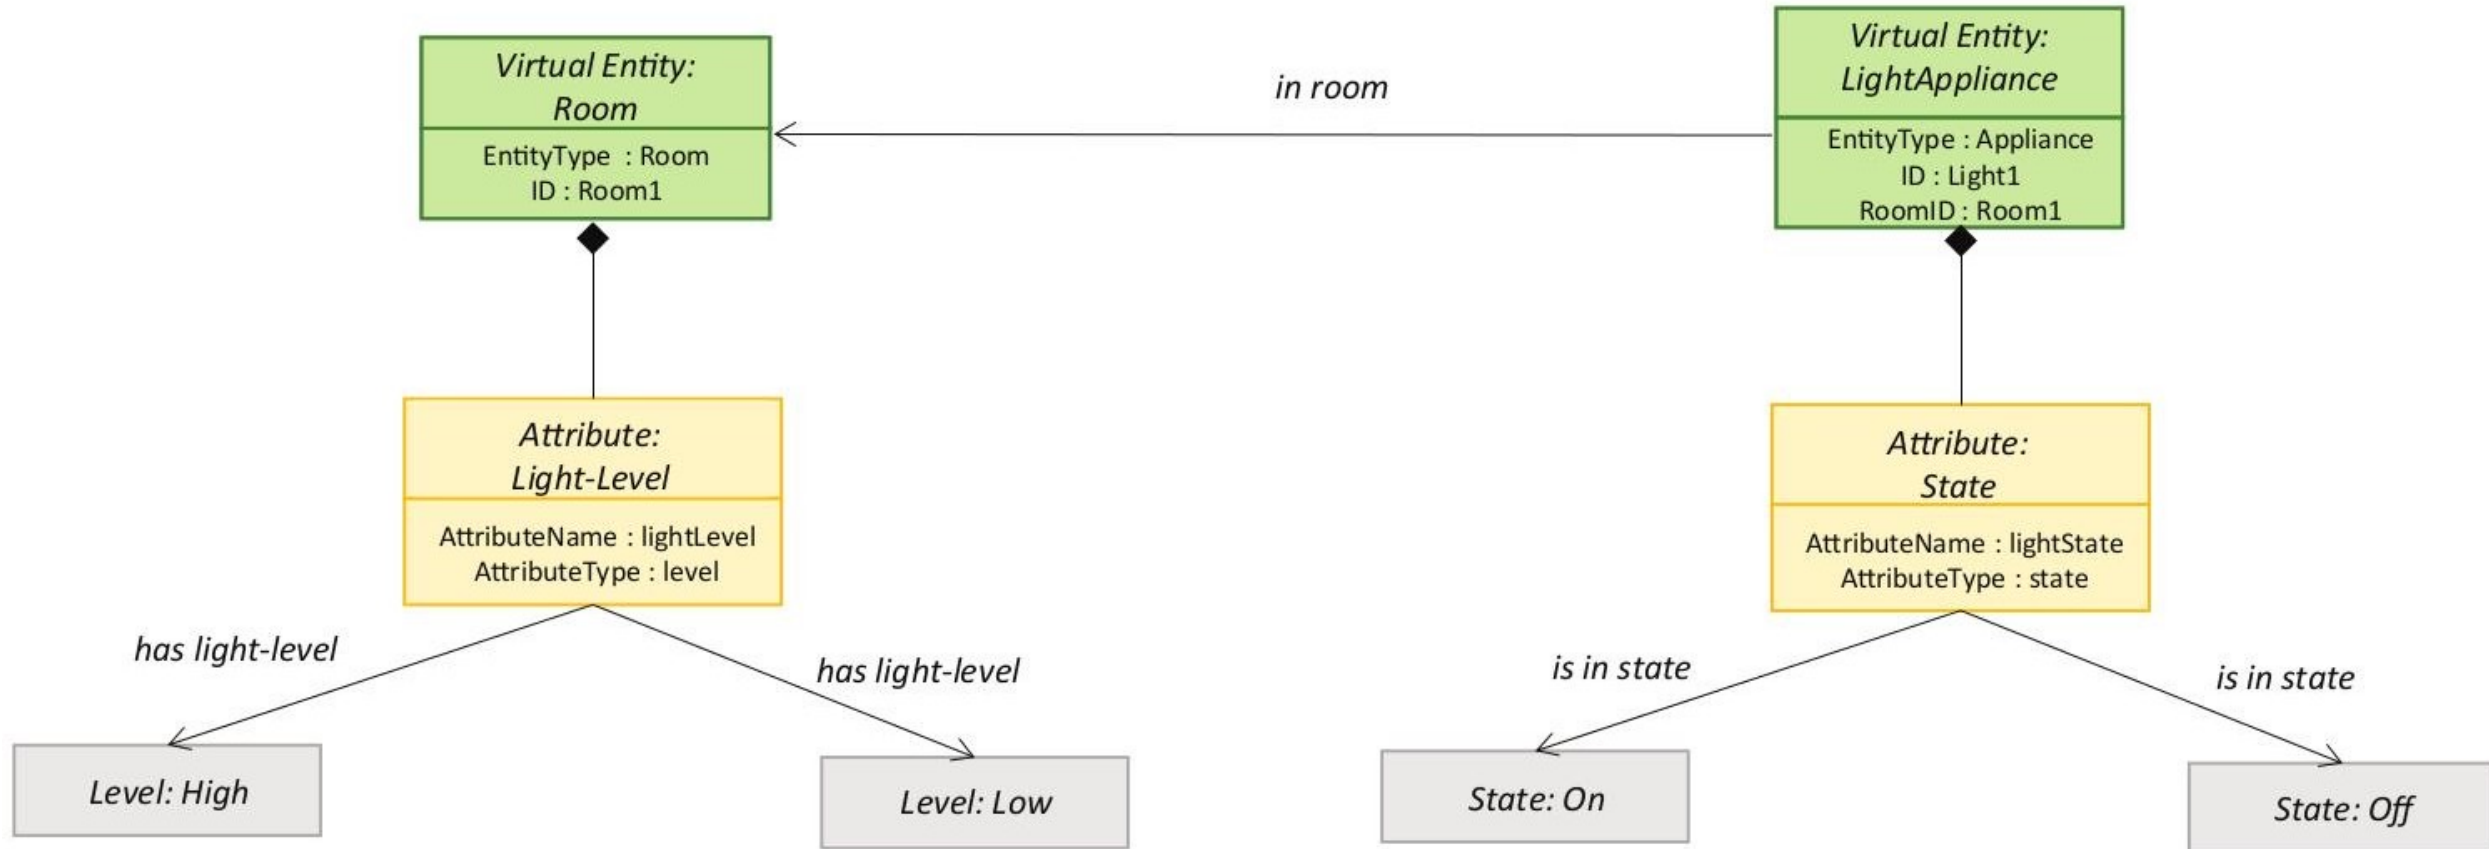 Virtual Entity:
Room
EntityType : Room
ID : Room1
in room
Virtual Entity:
LightAppliance
EntityType : Appliance
ID : Light1
RoomID : Room1
Attribute:
Light-Level
AttributeName : lightLevel
AttributeType : level
Attribute:
State
AttributeName : lightState
AttributeType : state
has light-level
has light-level
is in state
is in state
Level: High
Level: Low
State: On
State: Off